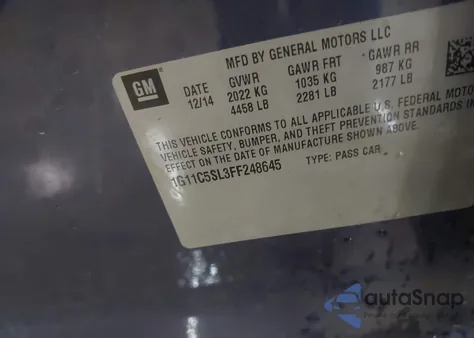 MFD BY GENERAL MOTORS LLC
GM
DATE GVWR GAWR FRT GAWR RR
12/14 2022 KG 1035 KG 987 KG
4458 LB 2281 LB 2177 LB
THIS VEHICLE CONFORMS TO ALL APPLICABLE U.S. FEDERAL MOTO
VEHICLE SAFETY, BUMPER, AND THEFT PREVENTION STANDARDS IN
EFFECT ON THE DATE OF MANUFACTURE SHOWN ABOVE.
1G11C5SL3FF248645 TYPE: PASS CAR
autoSnap